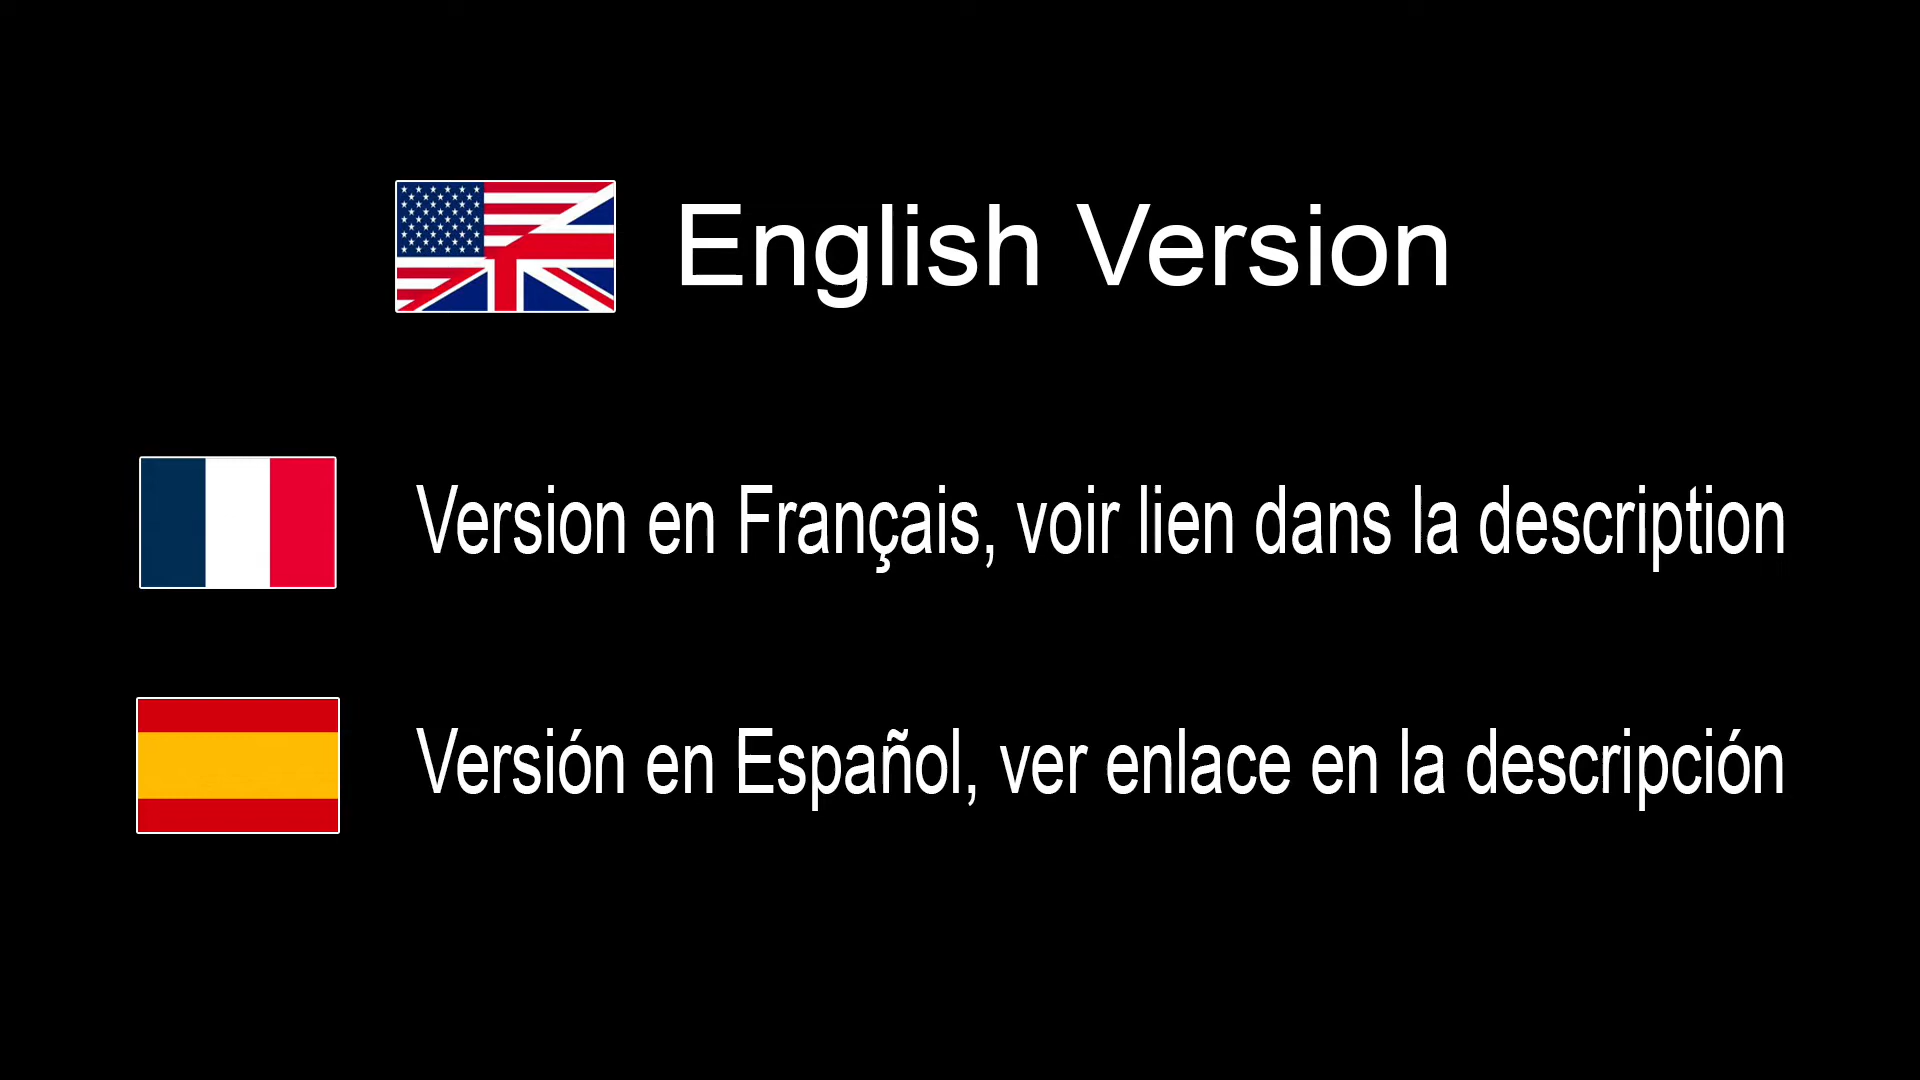 English Version
Version en Français, voir lien dans la description
Versión en Español, ver enlace en la descripción